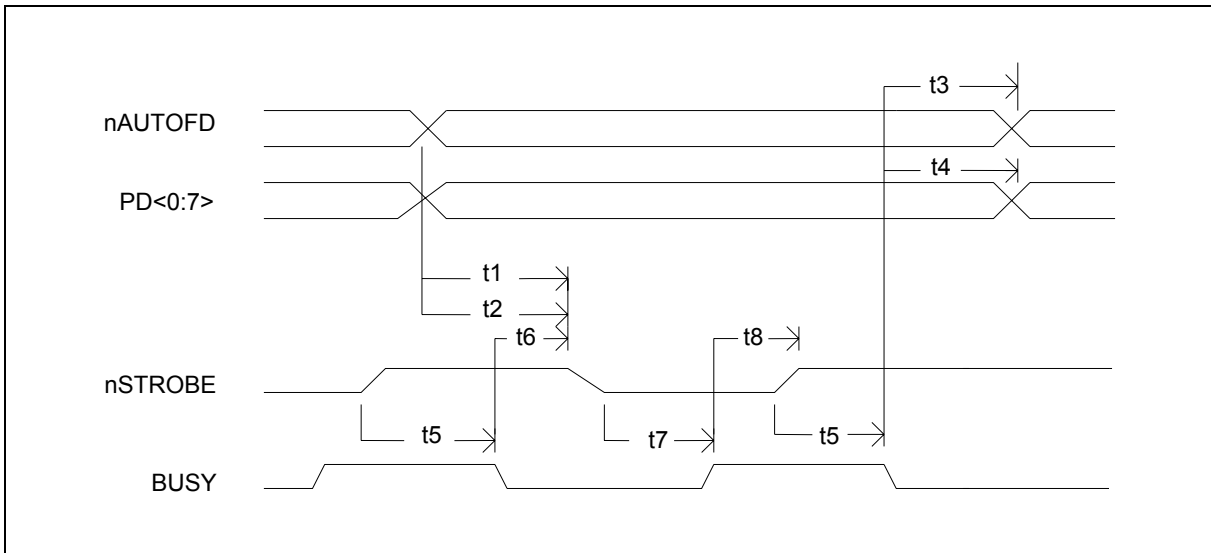 t3
nAUTOFD
t4
PD<0:7>
t1
t2
t6
t8
nSTROBE
t5
t7
t5
BUSY